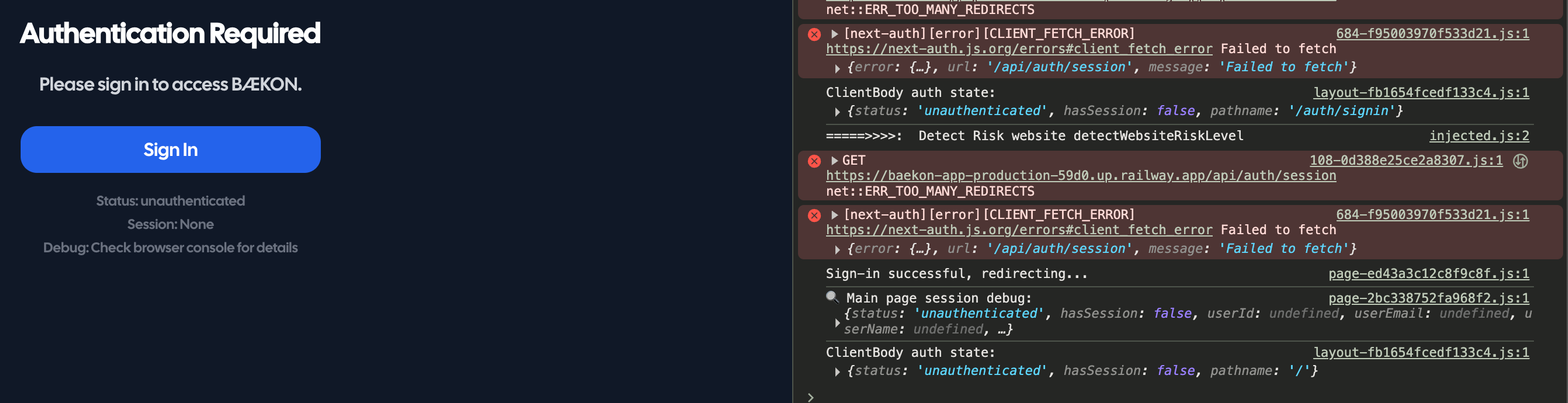 Authentication Required
Please sign in to access BÆKON.
Sign In
Status: unauthenticated
Session: None
Debug: Check browser console for details
net::ERR_TOO_MANY_REDIRECTS
[next-auth][error][CLIENT_FETCH_ERROR] 684-f95003970f533d21.js:1
https://next-auth.js.org/errors#client_fetch_error Failed to fetch
{error: {…}, url: '/api/auth/session', message: 'Failed to fetch'}
ClientBody auth state: layout-fb1654fcedf133c4.js:1
{status: 'unauthenticated', hasSession: false, pathname: '/auth/signin'}
=====>>>>: Detect Risk website detectWebsiteRiskLevel injected.js:2
GET 108-0d388e25ce2a8307.js:1
https://baekon-app-production-59d0.up.railway.app/api/auth/session
net::ERR_TOO_MANY_REDIRECTS
[next-auth][error][CLIENT_FETCH_ERROR] 684-f95003970f533d21.js:1
https://next-auth.js.org/errors#client_fetch_error Failed to fetch
{error: {…}, url: '/api/auth/session', message: 'Failed to fetch'}
Sign-in successful, redirecting... page-ed43a3c12c8f9c8f.js:1
Main page session debug: page-2bc338752fa968f2.js:1
{status: 'unauthenticated', hasSession: false, userId: undefined, userEmail: undefined, u
serName: undefined, …}
ClientBody auth state: layout-fb1654fcedf133c4.js:1
{status: 'unauthenticated', hasSession: false, pathname: '/'}